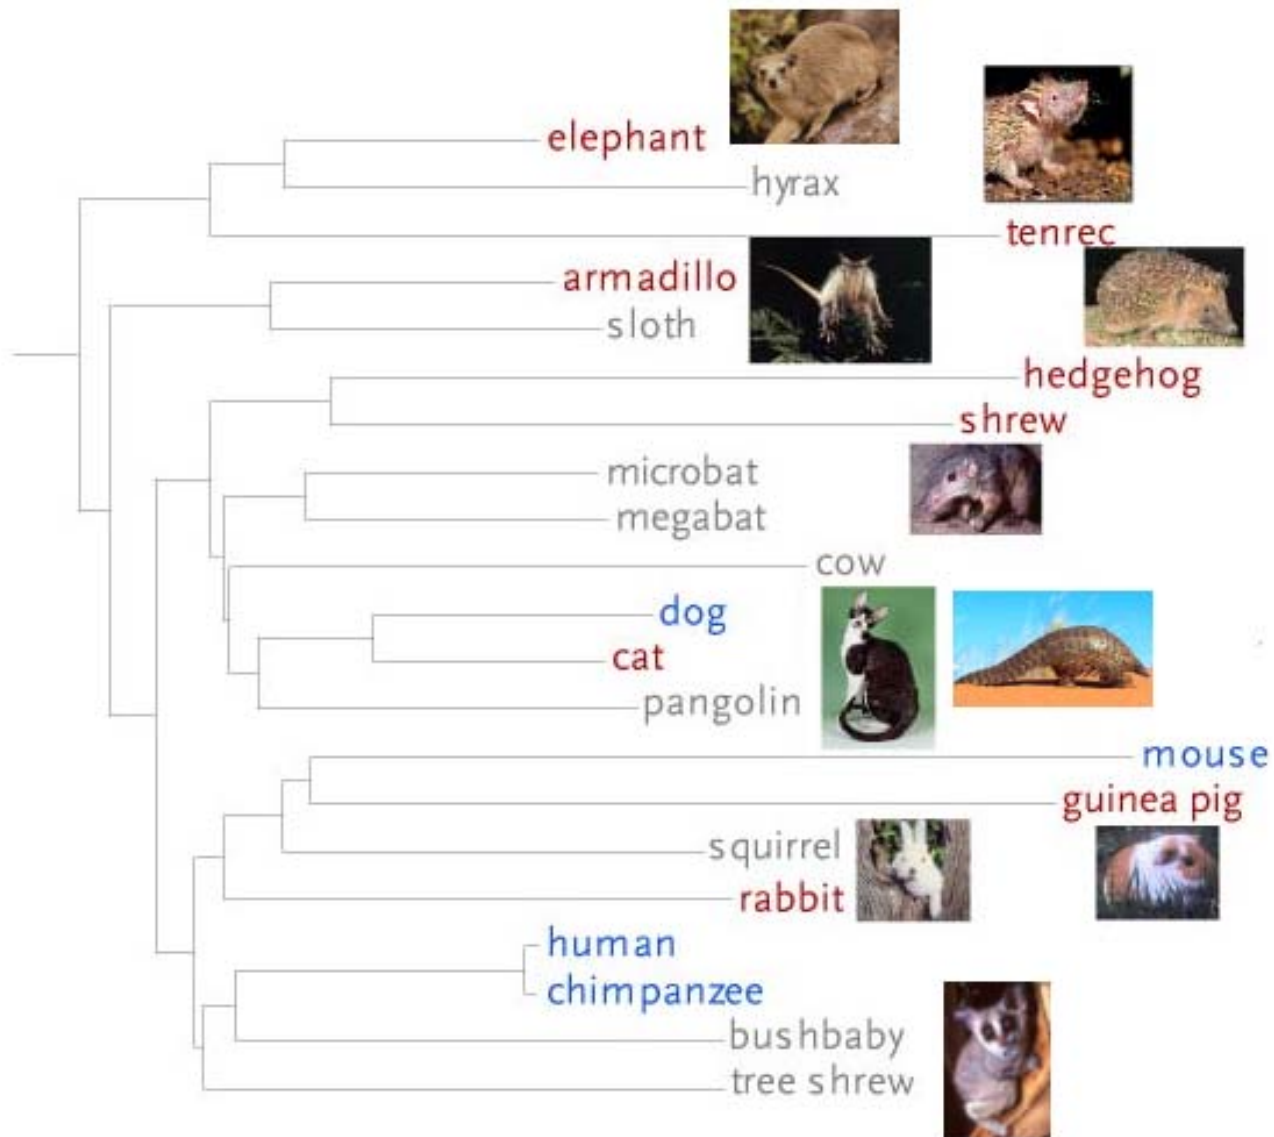 elephant
hyrax
tenrec
armadillo
sloth
hedgehog
shrew
microbat
megabat
cow
dog
cat
pangolin
mouse
guinea pig
squirrel
rabbit
human
chimpanzee
bushbaby
tree shrew